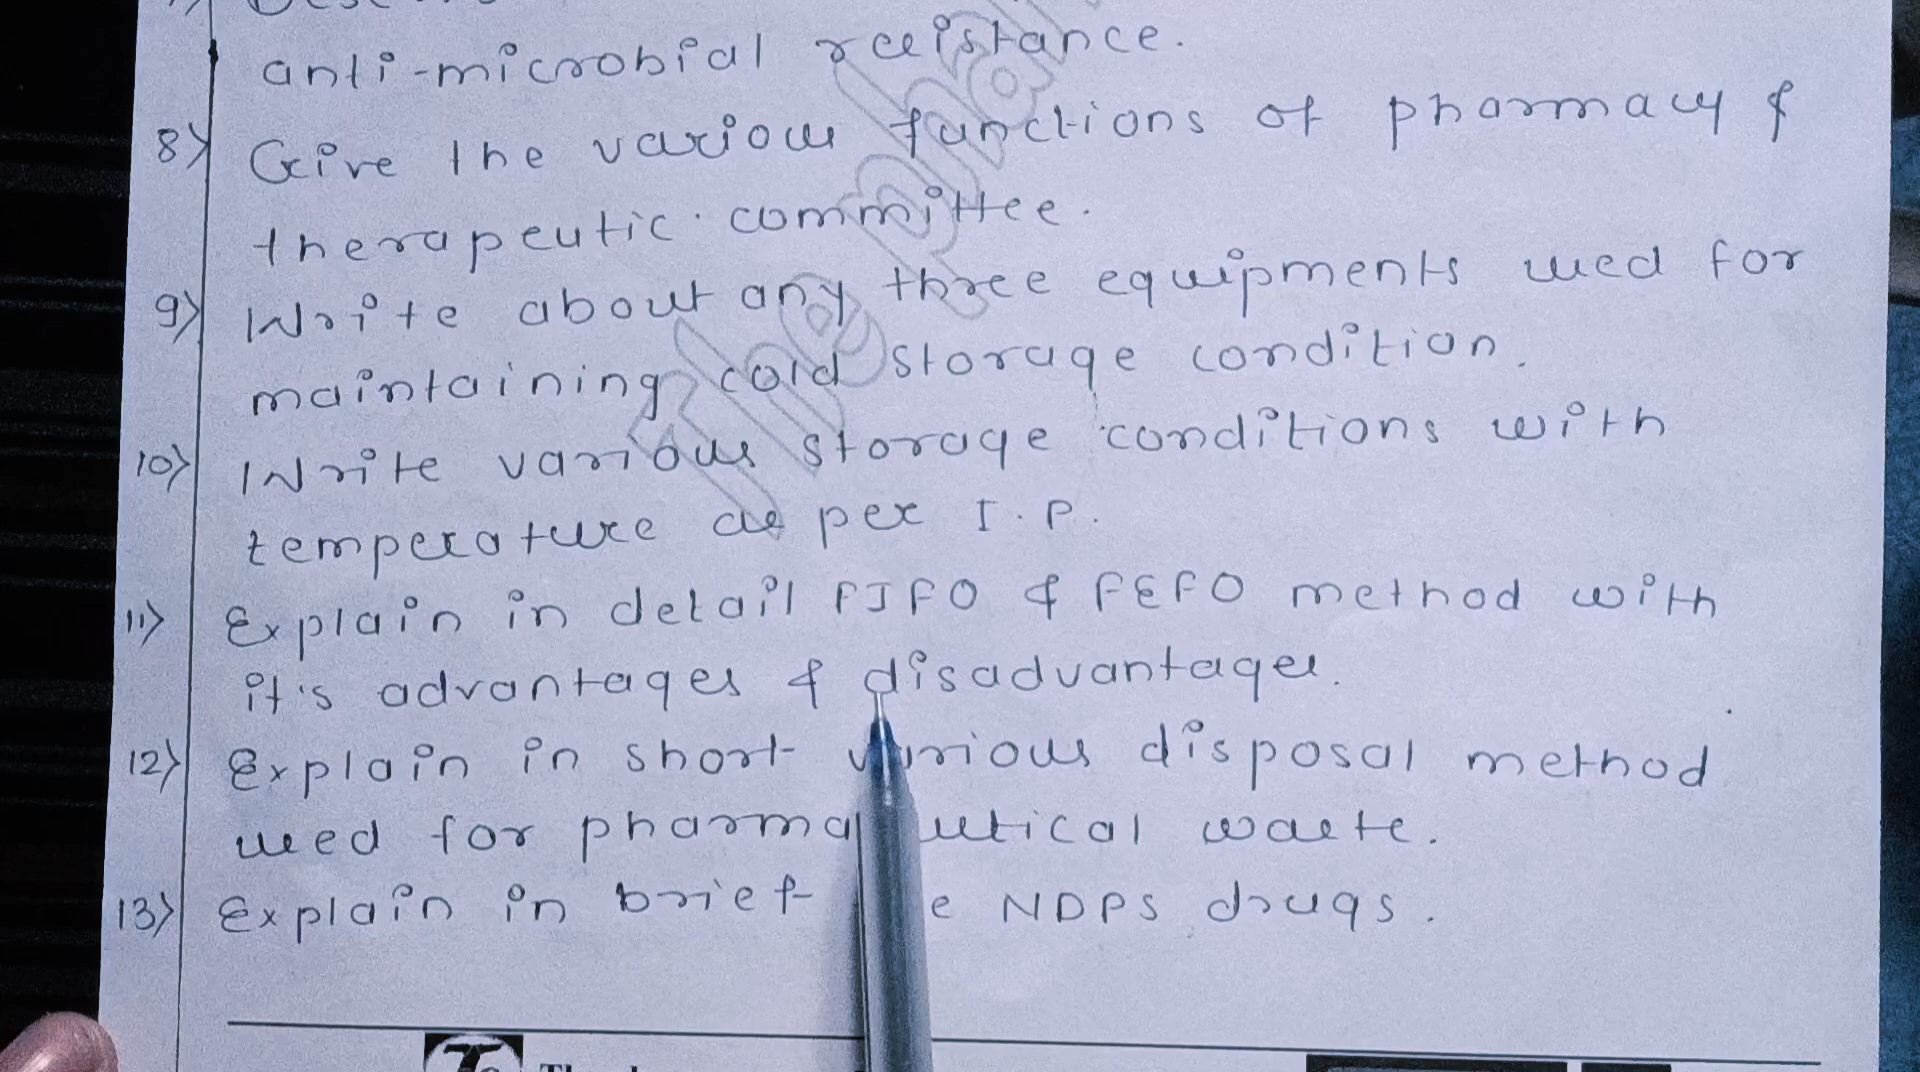 anti-microbial reeistance.
8) Give the various functions of pharmacy &
therapeutic committee.
9) Write about any three equipments used for
maintaining cold storage condition.
10) Write various storage conditions with
temperature as per I.P.
11) Explain in detail FIFO & FEFO method with
it's advantages & disadvantages.
12) Explain in short various disposal method
used for pharma utical waste.
13) Explain in brief e NDPS drugs.